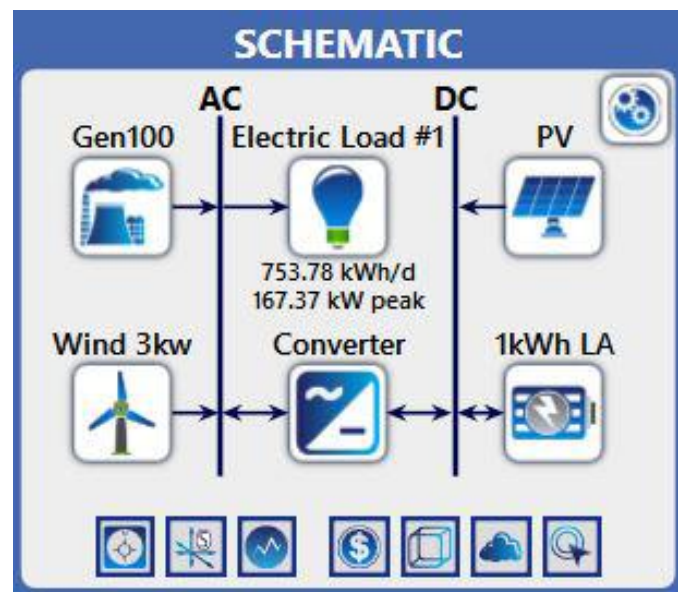 SCHEMATIC
AC DC
Gen100 Electric Load #1 PV
753.78 kWh/d
167.37 kW peak
Wind 3kw Converter 1kWh LA